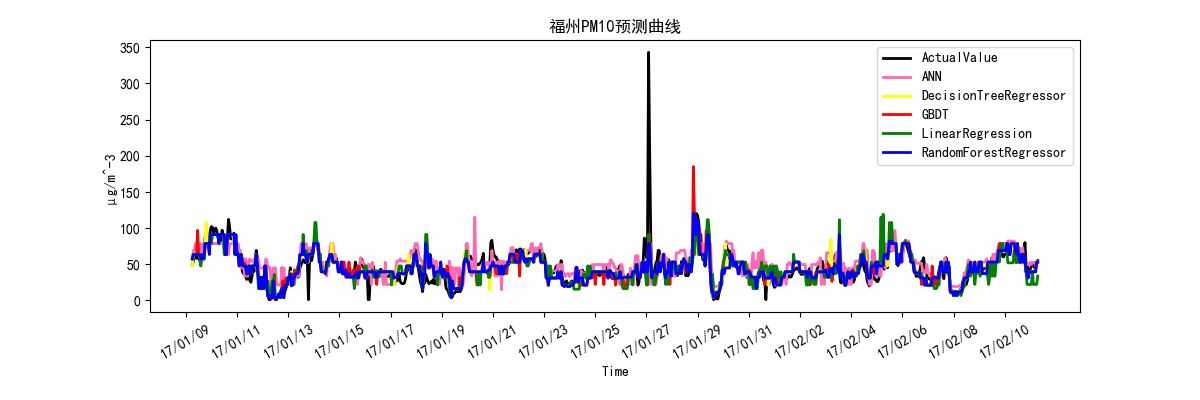 福州PM10预测曲线
μg/m^-3
350
300
250
200
150
100
50
0
ActualValue
ANN
DecisionTreeRegressor
GBDT
LinearRegression
RandomForestRegressor
17/01/09
17/01/11
17/01/13
17/01/15
17/01/17
17/01/19
17/01/21
17/01/23
17/01/25
17/01/27
17/01/29
17/01/31
17/02/02
17/02/04
17/02/06
17/02/08
17/02/10
Time